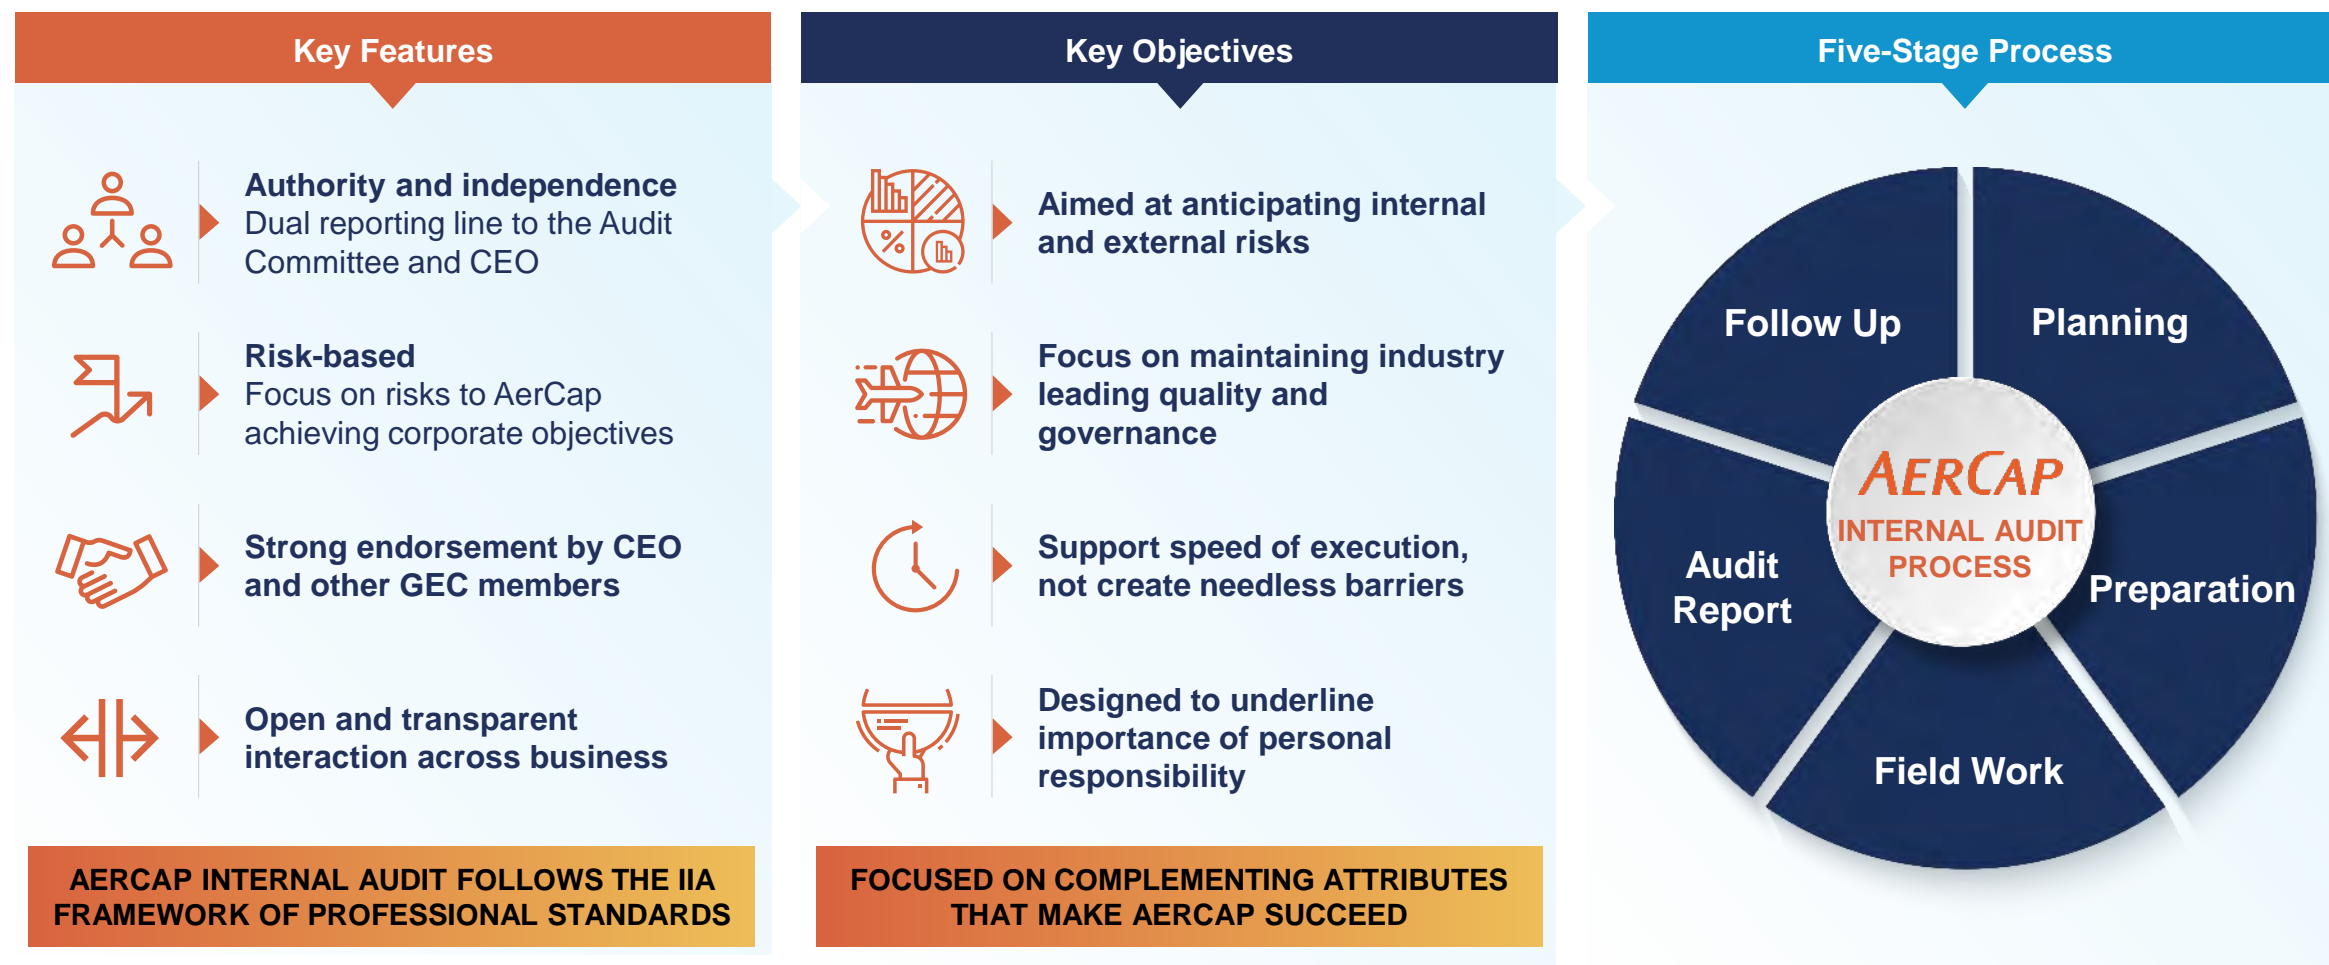 Key Features
Authority and independence
Dual reporting line to the Audit
Committee and CEO
Risk-based
Focus on risks to AerCap
achieving corporate objectives
Strong endorsement by CEO
and other GEC members
Open and transparent
interaction across business
AERCAP INTERNAL AUDIT FOLLOWS THE IIA
FRAMEWORK OF PROFESSIONAL STANDARDS
Key Objectives
Aimed at anticipating internal
and external risks
Focus on maintaining industry
leading quality and
governance
Support speed of execution,
not create needless barriers
Designed to underline
importance of personal
responsibility
FOCUSED ON COMPLEMENTING ATTRIBUTES
THAT MAKE AERCAP SUCCEED
Five-Stage Process
Planning
Preparation
Field Work
Audit
Report
Follow Up
AERCAP
INTERNAL AUDIT
PROCESS
%